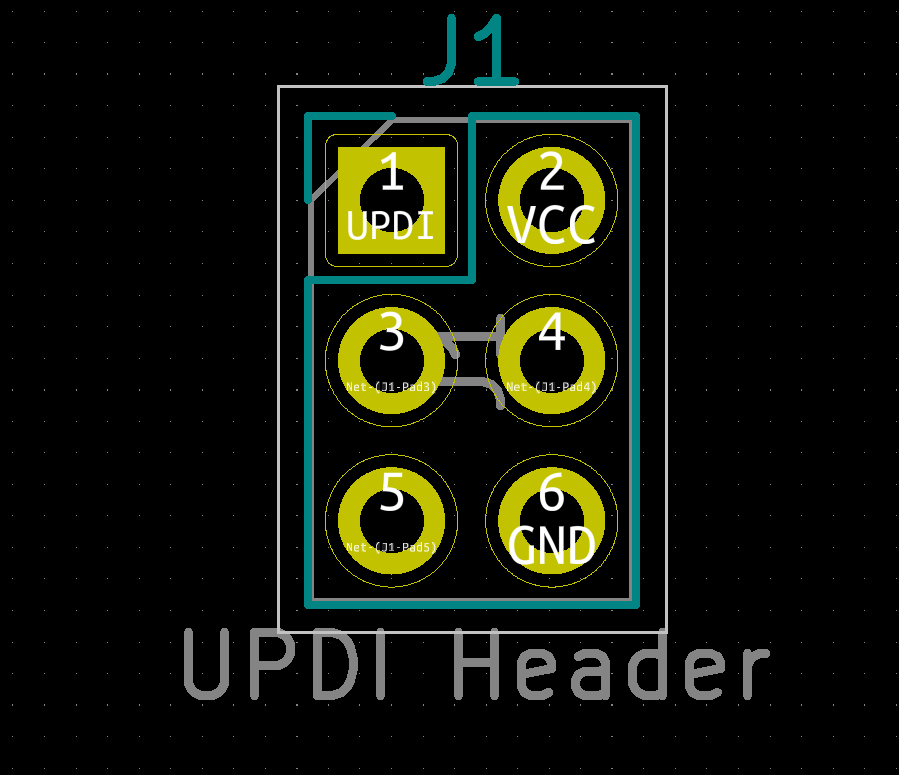 J1
1 2
UPDI VCC
3 4
Net-(J1-Pad3) Net-(J1-Pad4)
5 6
Net-(J1-Pad5) GND
UPDI Header